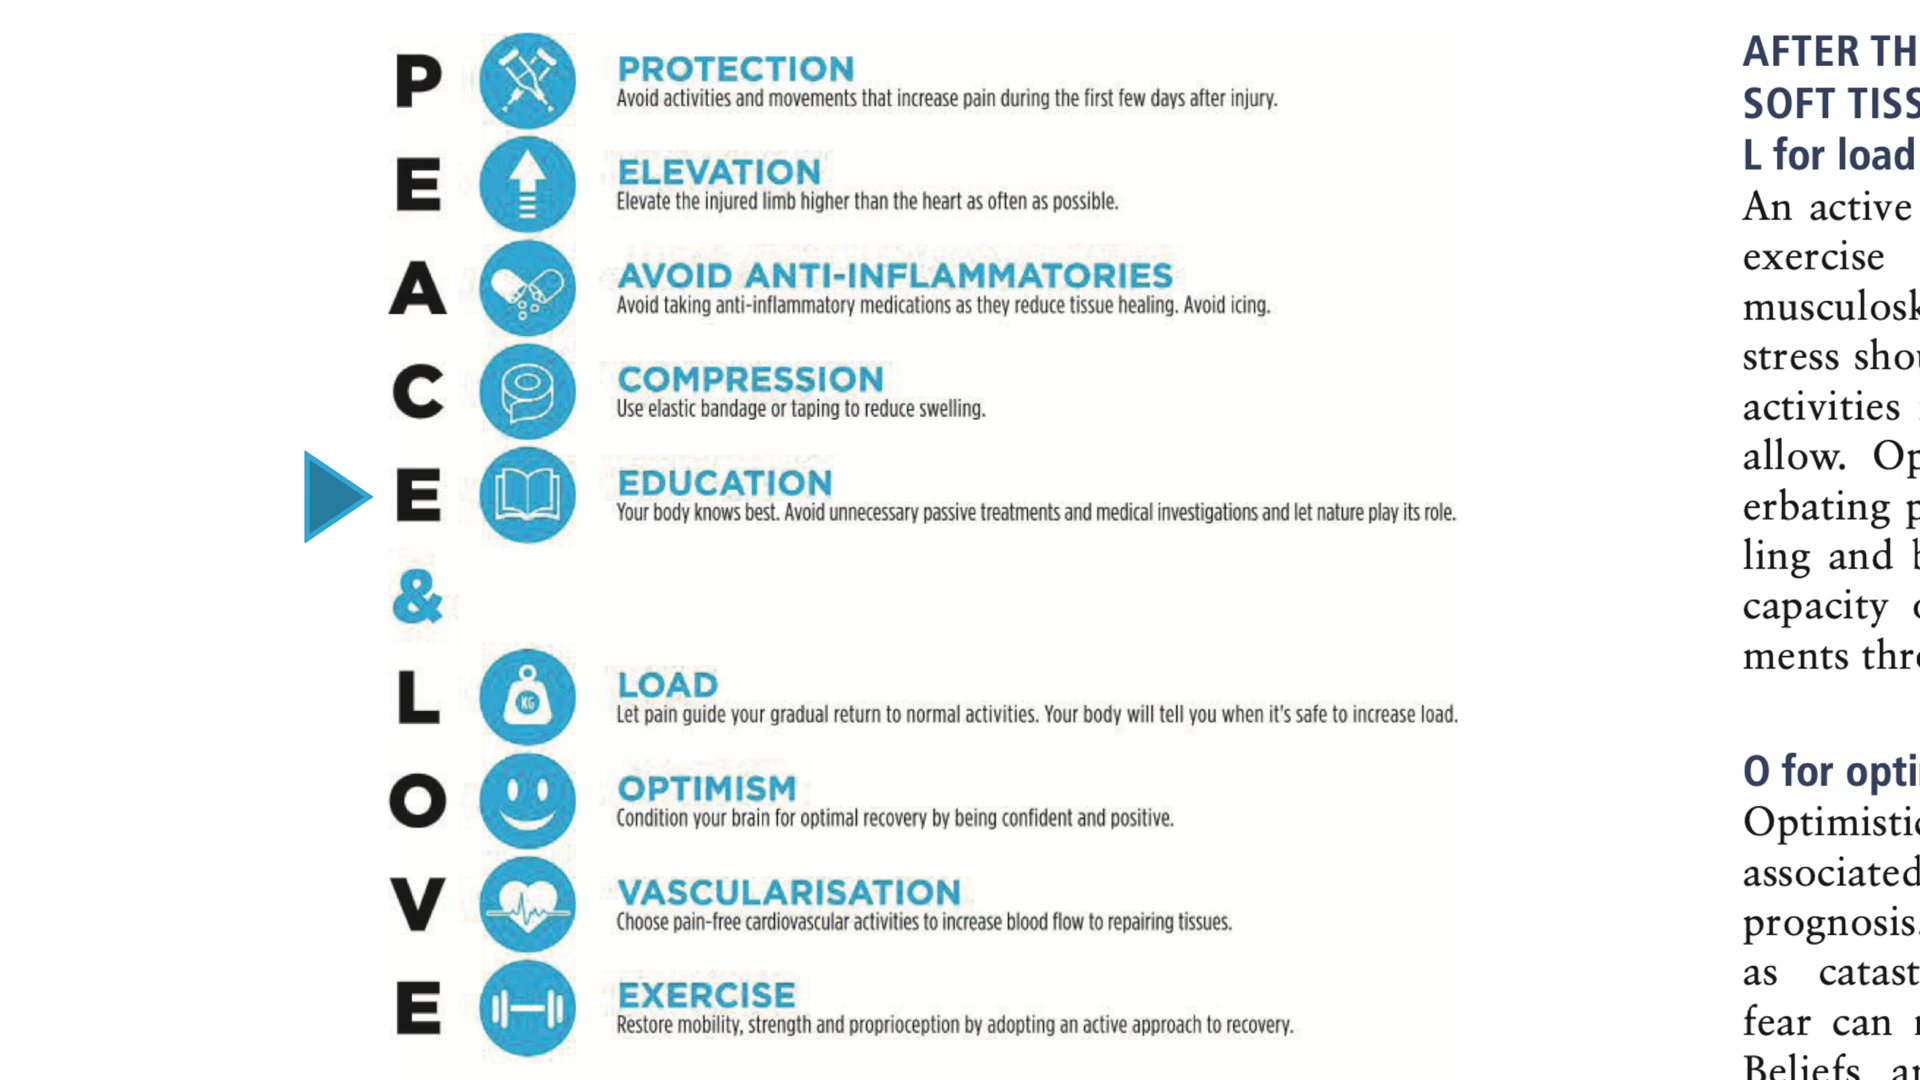 P
PROTECTION
Avoid activities and movements that increase pain during the first few days after injury.
E
ELEVATION
Elevate the injured limb higher than the heart as often as possible.
A
AVOID ANTI-INFLAMMATORIES
Avoid taking anti-inflammatory medications as they reduce tissue healing. Avoid icing.
C
COMPRESSION
Use elastic bandage or taping to reduce swelling.
E
EDUCATION
Your body knows best. Avoid unnecessary passive treatments and medical investigations and let nature play its role.
&
L
KG
LOAD
Let pain guide your gradual return to normal activities. Your body will tell you when it's safe to increase load.
O
OPTIMISM
Condition your brain for optimal recovery by being confident and positive.
V
VASCULARISATION
Choose pain-free cardiovascular activities to increase blood flow to repairing tissues.
E
EXERCISE
Restore mobility, strength and proprioception by adopting an active approach to recovery.
AFTER
SOFT
L for load
An active
exercise
stress
activities
allow.
erbating
ling and
capacity
ments
O for
associated
prognosis.
as
fear can
Beliefs